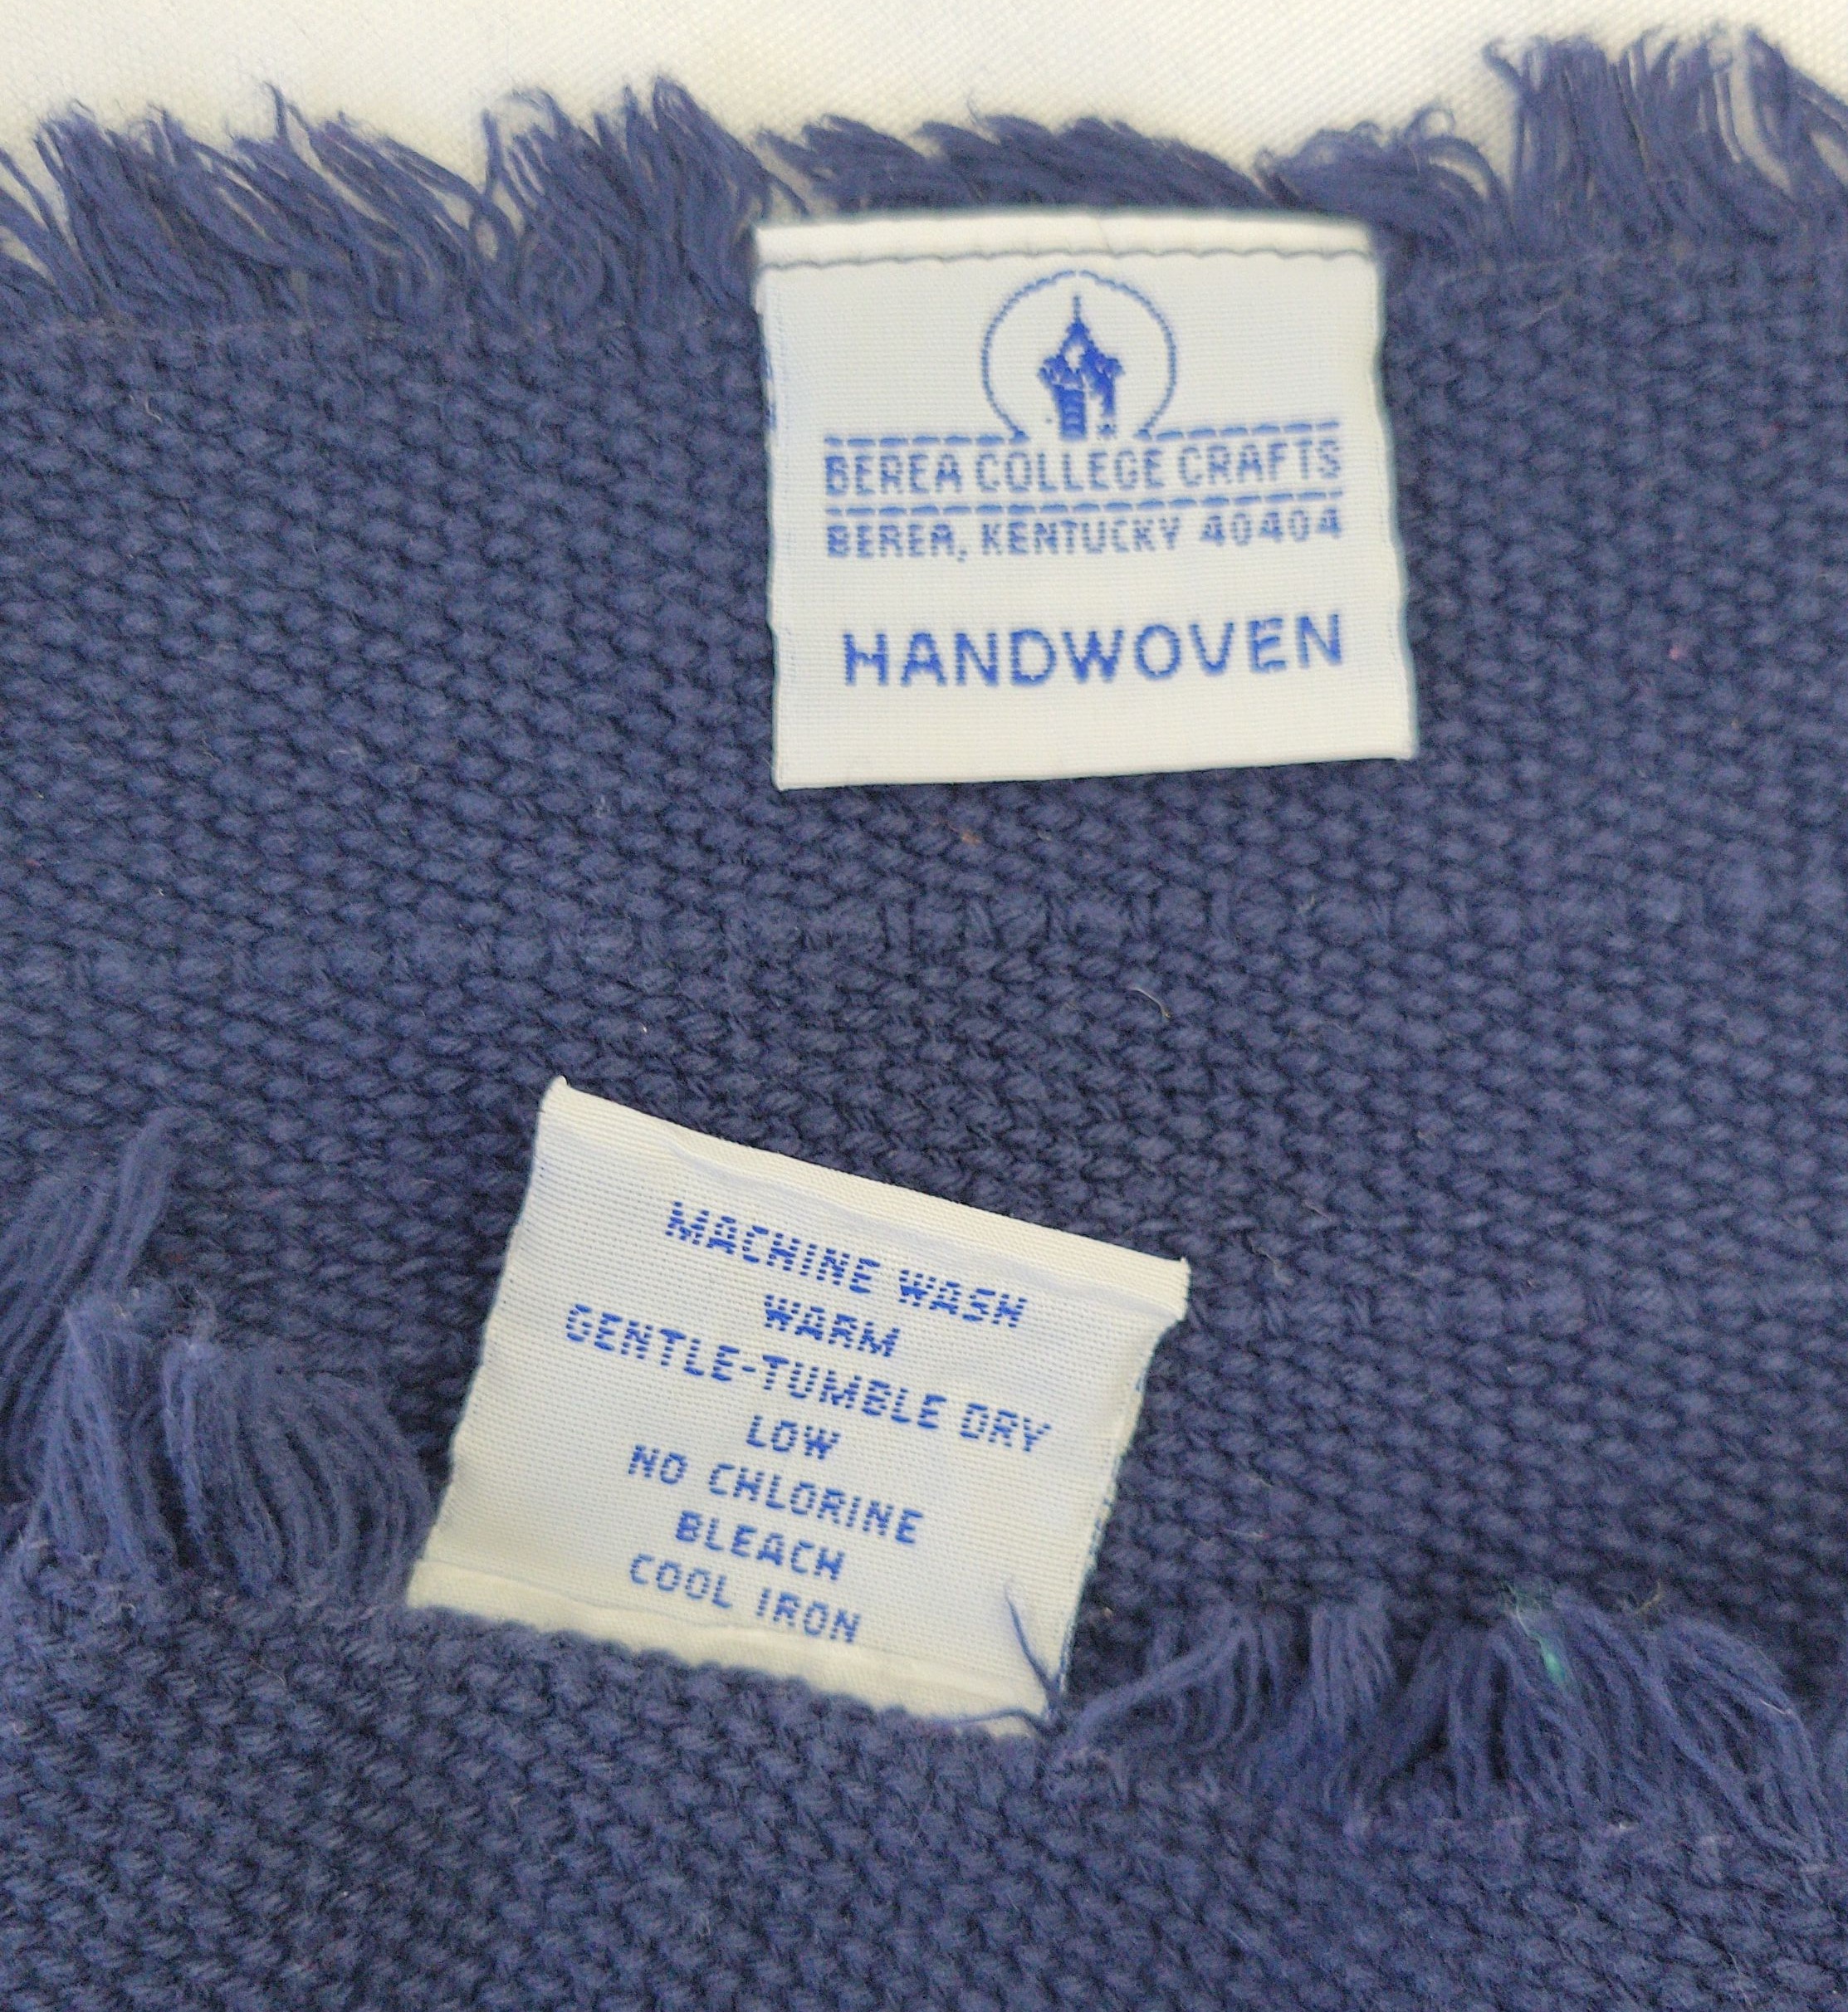 BEREA COLLEGE CRAFTS
BEREA, KENTUCKY 40404
HANDWOVEN
MACHINE WASH
WARM
GENTLE-TUMBLE DRY
LOW
NO CHLORINE
BLEACH
COOL IRON